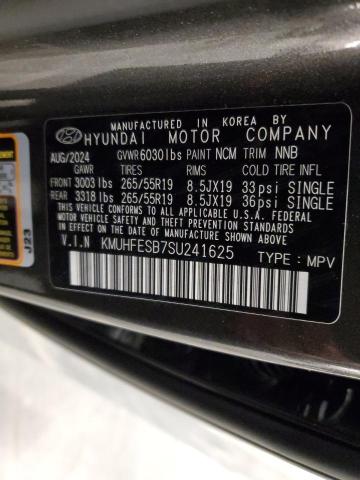 MANUFACTURED IN KOREA BY
HYUNDAI MOTOR COMPANY
AUG/2024 GVWR 6030lbs PAINT NCM TRIM NNB
GAWR TIRES RIMS COLD TIRE INFL
FRONT 3003 lbs 265/55R19 8.5JX19 33psi SINGLE
REAR 3318 lbs 265/55R19 8.5JX19 36psi SINGLE
THIS VEHICLE CONFORMS TO ALL APPLICABLE
U.S.A. FEDERAL MOTOR VEHICLE SAFETY,
BUMPER, AND THEFT PREVENTION STANDARDS
IN EFFECT ON THE DATE OF MANUFACTURE
SHOWN ABOVE.
V.I.N KMUHFESB7SU241625 TYPE: MPV
J23